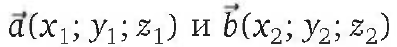 a⃗(x₁; y₁; z₁) и b⃗(x₂; y₂; z₂)